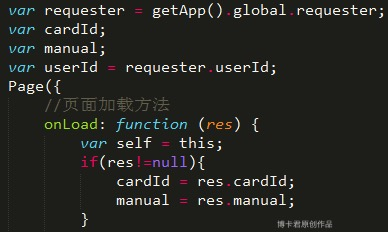 var requester = getApp().global.requester;
var cardId;
var manual;
var userId = requester.userId;
Page({
    //页面加载方法
    onLoad: function (res) {
        var self = this;
        if(res!=null){
            cardId = res.cardId;
            manual = res.manual;
        }
博卡君原创作品